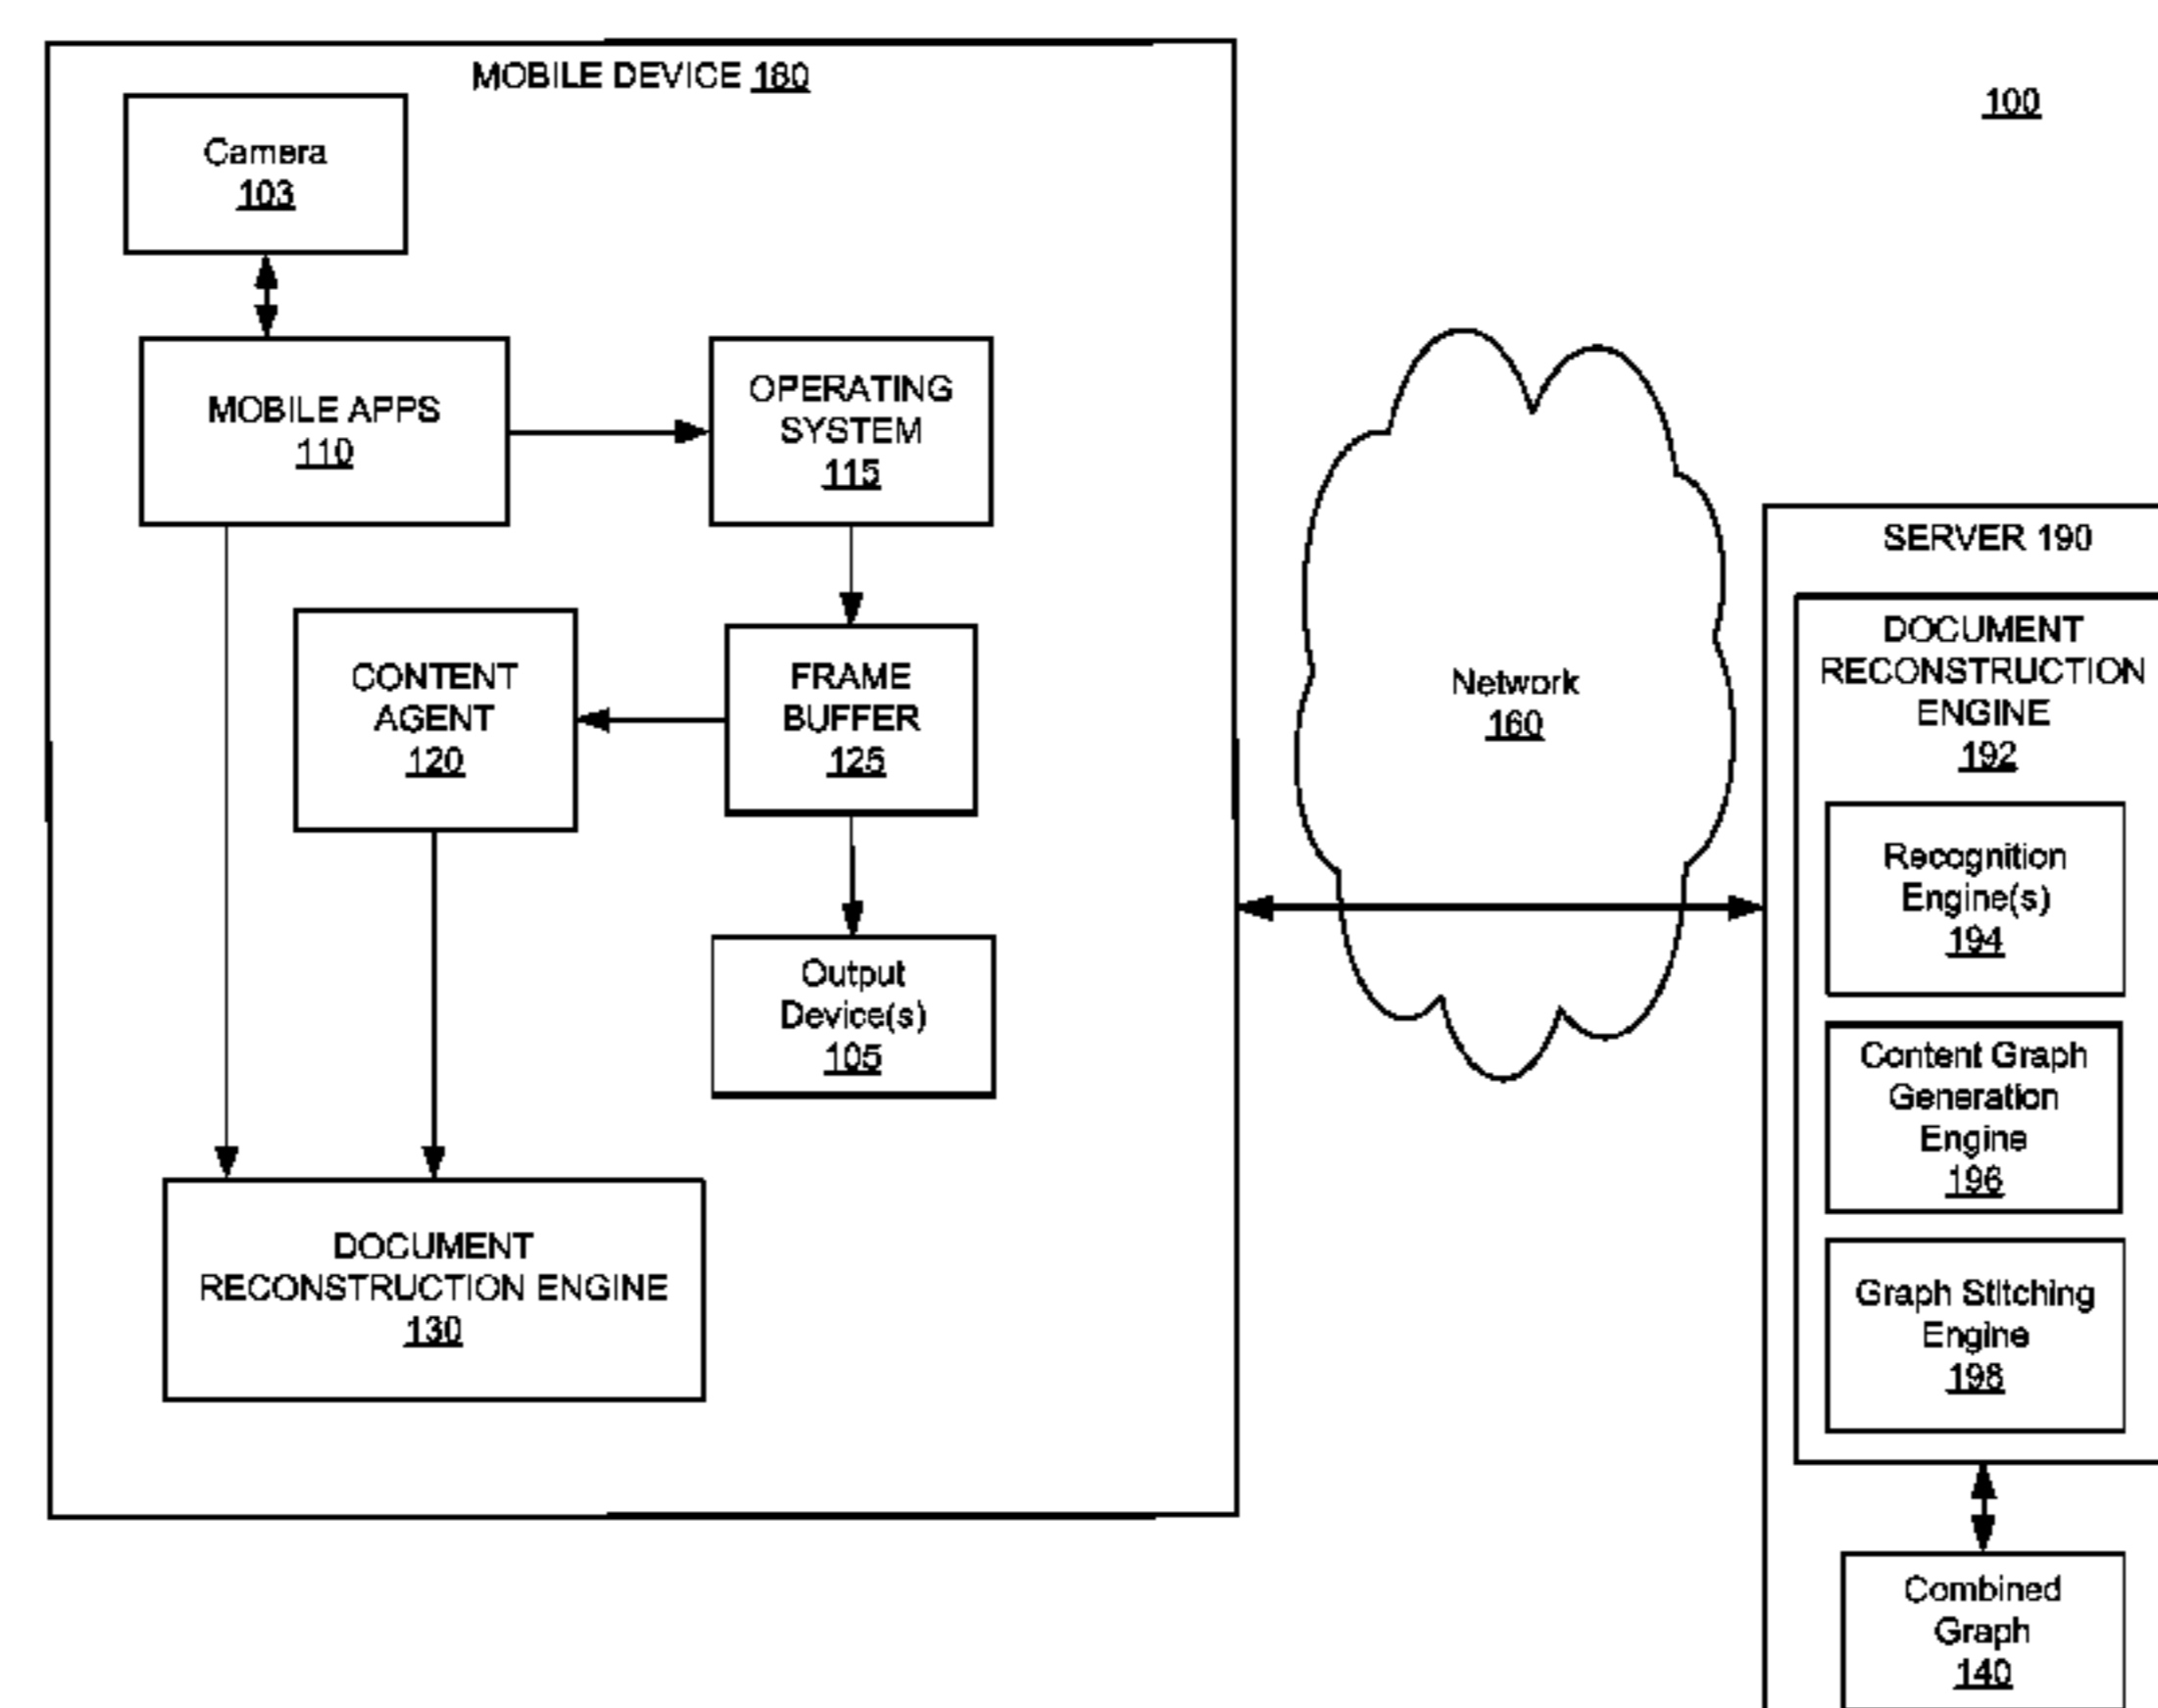 MOBILE DEVICE 180
100
Camera
103
MOBILE APPS
110
OPERATING
SYSTEM
115
CONTENT
AGENT
120
FRAME
BUFFER
125
Output
Device(s)
105
DOCUMENT
RECONSTRUCTION ENGINE
130
Network
160
SERVER 190
DOCUMENT
RECONSTRUCTION
ENGINE
192
Recognition
Engine(s)
194
Content Graph
Generation
Engine
196
Graph Stitching
Engine
198
Combined
Graph
140